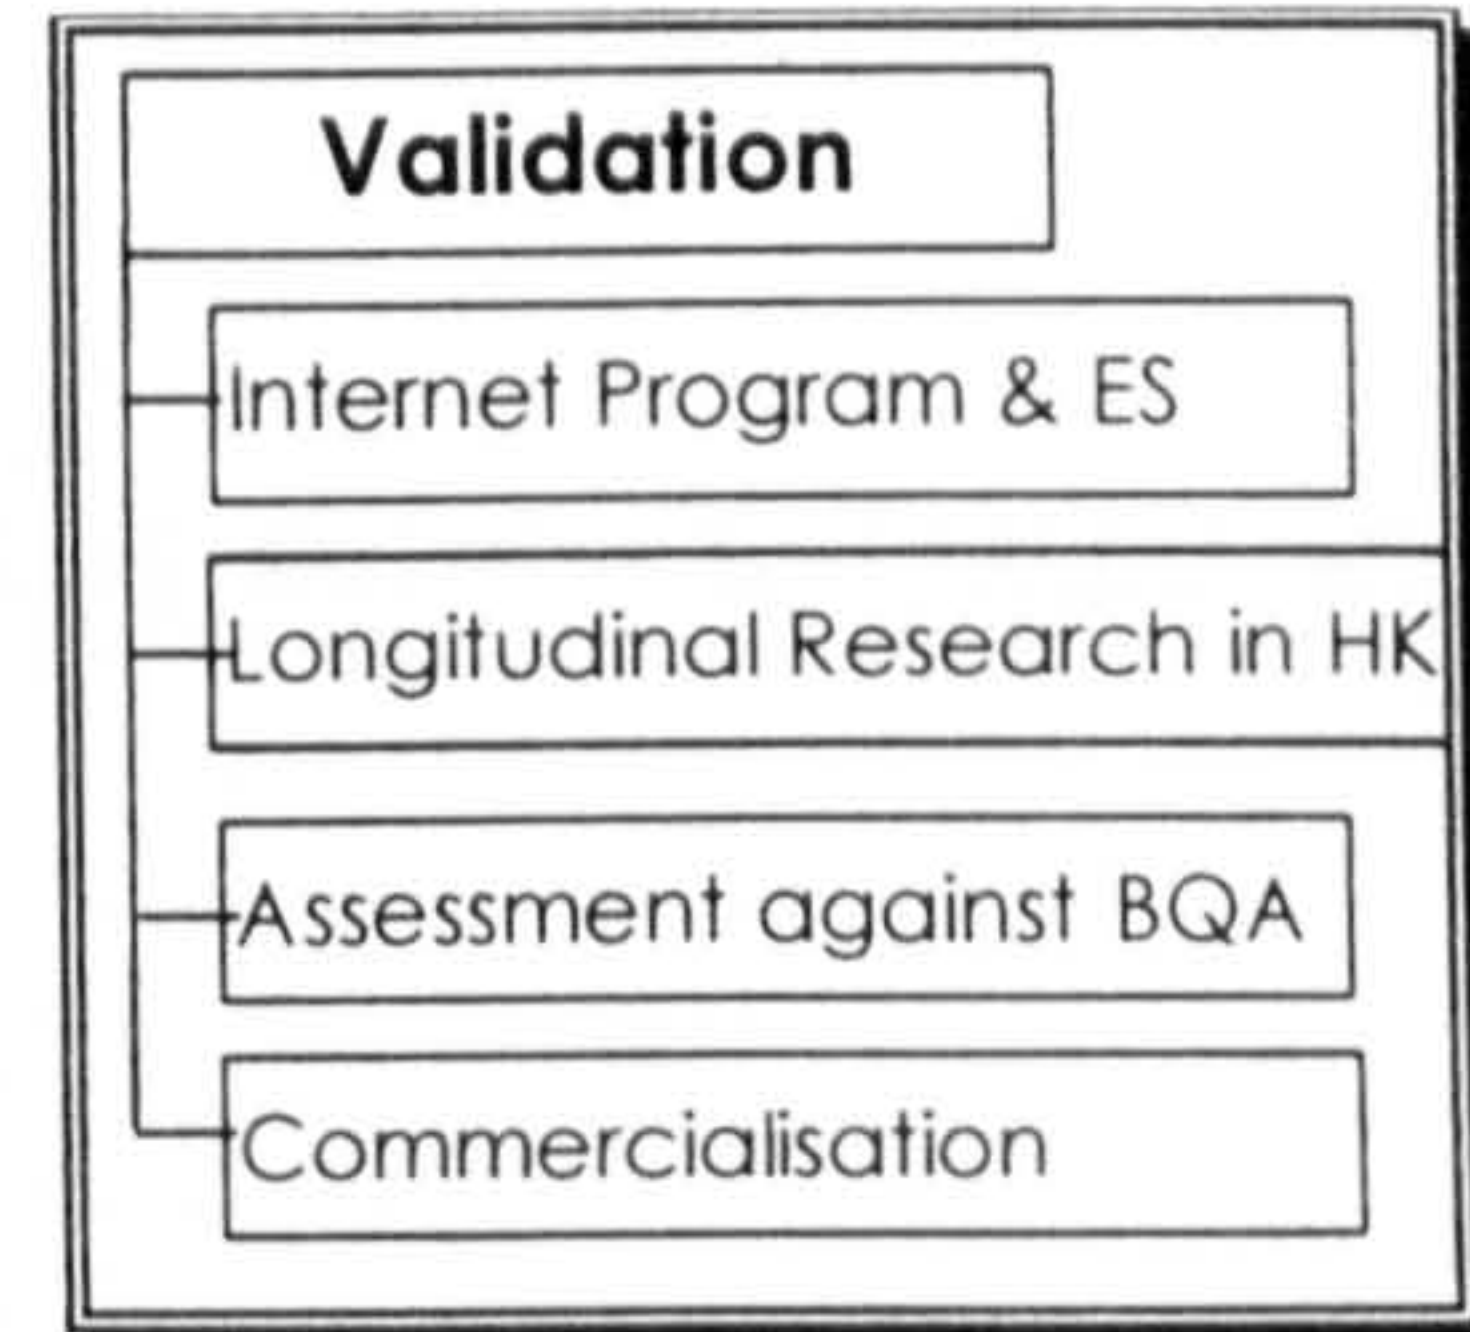 Validation
Internet Program & ES
Longitudinal Research in HK
Assessment against BQA
Commercialisation